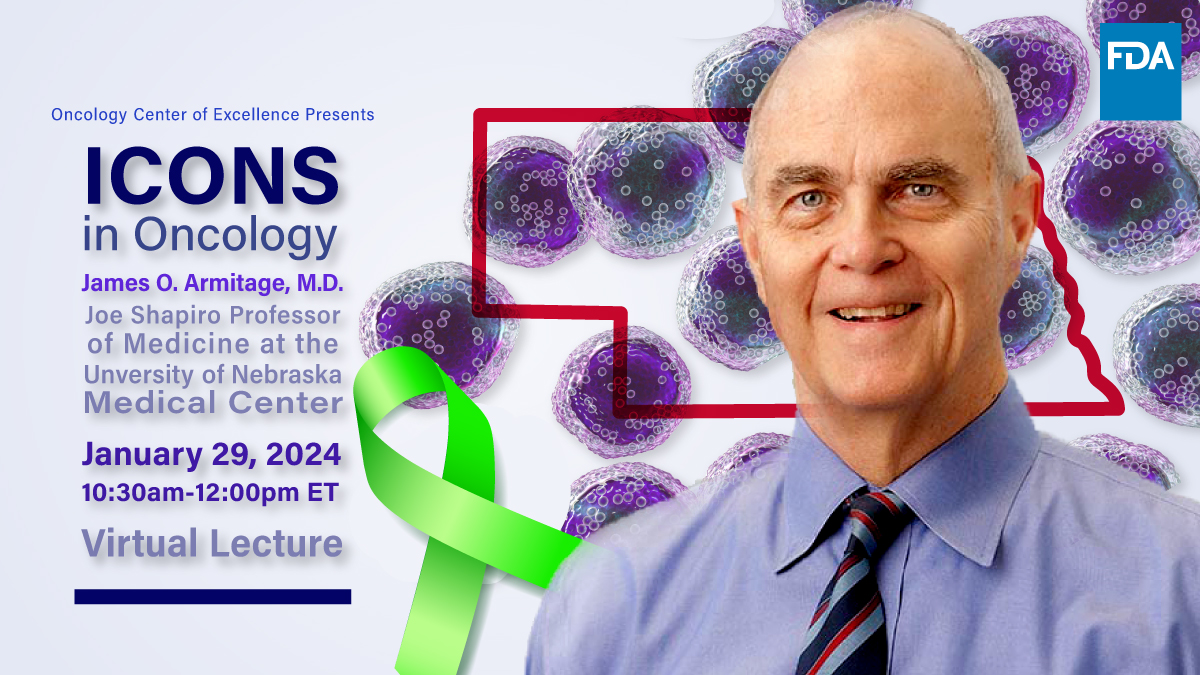 Oncology Center of Excellence Presents
ICONS
in Oncology
James O. Armitage, M.D.
Joe Shapiro Professor
of Medicine at the
Unversity of Nebraska
Medical Center
January 29, 2024
10:30am-12:00pm ET
Virtual Lecture
FDA